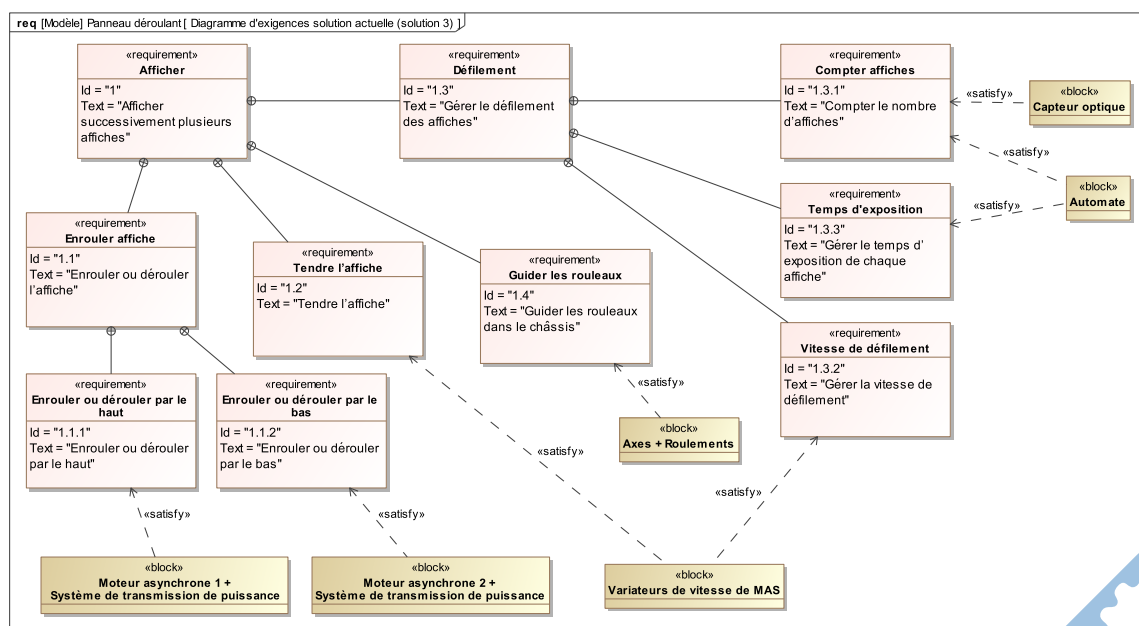 req [Modèle] Panneau déroulant [ Diagramme d'exigences solution actuelle (solution 3) ]
«requirement»
Afficher
Id = "1"
Text = "Afficher
successivement plusieurs
affiches"
«requirement»
Défilement
Id = "1.3"
Text = "Gérer le défilement
des affiches"
«requirement»
Compter affiches
Id = "1.3.1"
Text = "Compter le nombre
d'affiches"
«satisfy»
«block»
Capteur optique
«satisfy»
«block»
Automate
«satisfy»
«requirement»
Temps d'exposition
Id = "1.3.3"
Text = "Gérer le temps d'
exposition de chaque
affiche"
«requirement»
Enrouler affiche
Id = "1.1"
Text = "Enrouler ou dérouler
l'affiche"
«requirement»
Tendre l'affiche
Id = "1.2"
Text = "Tendre l'affiche"
«requirement»
Guider les rouleaux
Id = "1.4"
Text = "Guider les rouleaux
dans le châssis"
«requirement»
Vitesse de défilement
Id = "1.3.2"
Text = "Gérer la vitesse de
défilement"
«requirement»
Enrouler ou dérouler par le
haut
Id = "1.1.1"
Text = "Enrouler ou dérouler
par le haut"
«requirement»
Enrouler ou dérouler par le
bas
Id = "1.1.2"
Text = "Enrouler ou dérouler
par le bas"
«satisfy»
«block»
Axes + Roulements
«satisfy»
«satisfy»
«satisfy»
«satisfy»
«block»
Moteur asynchrone 1 +
Système de transmission de puissance
«block»
Moteur asynchrone 2 +
Système de transmission de puissance
«block»
Variateurs de vitesse de MAS